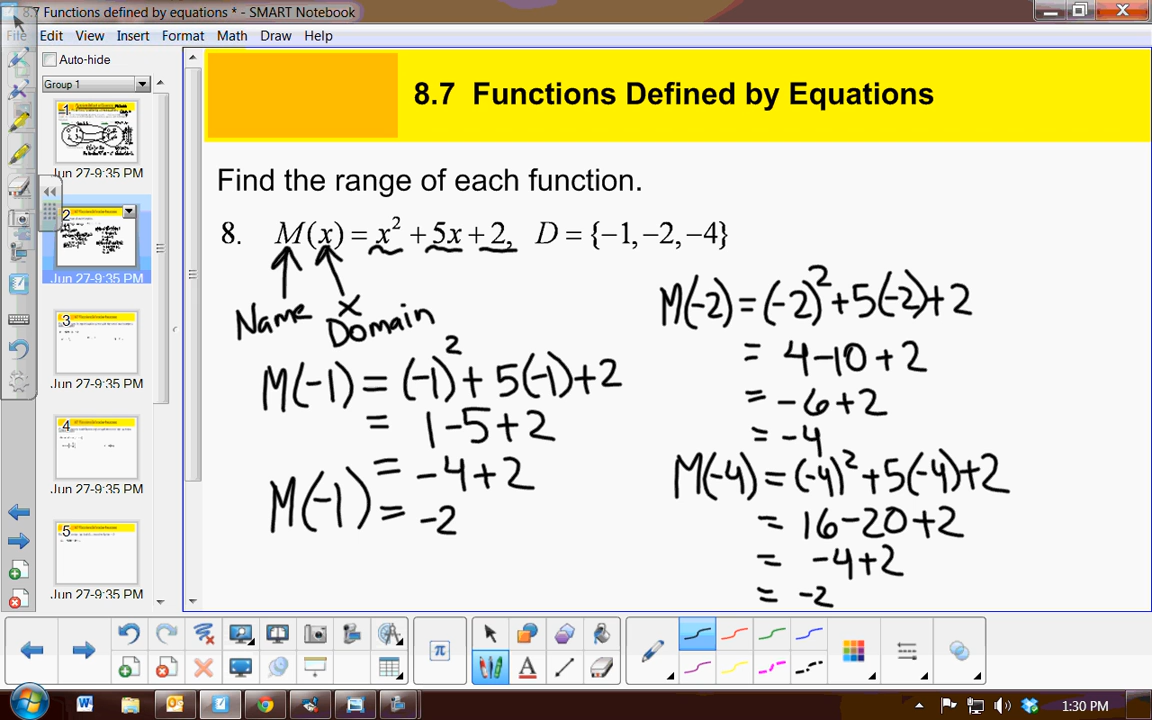 8.7 Functions defined by equations * - SMART Notebook
File Edit View Insert Format Math Draw Help
Auto-hide
Group 1
1
Jun 27-9:35 PM
2
Jun 27-9:35 PM
3
Jun 27-9:35 PM
4
Jun 27-9:35 PM
5
Jun 27-9:35 PM
8.7 Functions Defined by Equations
Find the range of each function.
8. M(x) = x² + 5x + 2, D = {−1, −2, −4}
Name
x
Domain
M(-1) = (-1)² + 5(-1) + 2
= 1 - 5 + 2
= -4 + 2
M(-1) = -2
M(-2) = (-2)² + 5(-2) + 2
= 4 - 10 + 2
= -6 + 2
= -4
M(-4) = (-4)² + 5(-4) + 2
= 16 - 20 + 2
= -4 + 2
= -2
π
A
W
1:30 PM